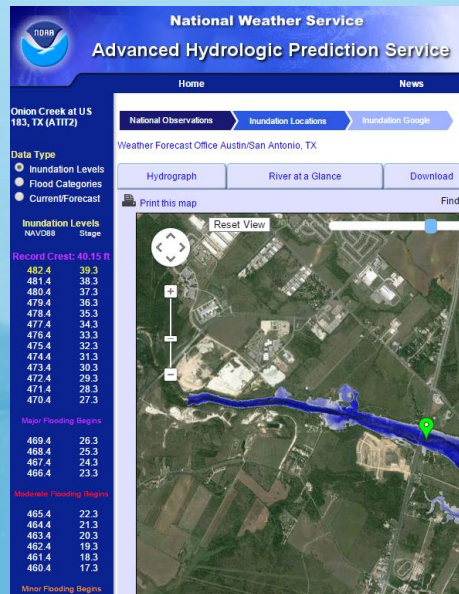 NOAA
National Weather Service
Advanced Hydrologic Prediction Service
Home News
Onion Creek at US
183, TX (ATIT2)
Data Type
Inundation Levels
Flood Categories
Current/Forecast
Inundation Levels
NAVD88 Stage
Record Crest: 40.15 ft
482.4 39.3
481.4 38.3
480.4 37.3
479.4 36.3
478.4 35.3
477.4 34.3
476.4 33.3
475.4 32.3
474.4 31.3
473.4 30.3
472.4 29.3
471.4 28.3
470.4 27.3
Major Flooding Begins
469.4 26.3
468.4 25.3
467.4 24.3
466.4 23.3
Moderate Flooding Begins
465.4 22.3
464.4 21.3
463.4 20.3
462.4 19.3
461.4 18.3
460.4 17.3
Minor Flooding Begins
National Observations Inundation Locations Inundation Google
Weather Forecast Office Austin/San Antonio, TX
Hydrograph River at a Glance Download
Print this map Find
Reset View